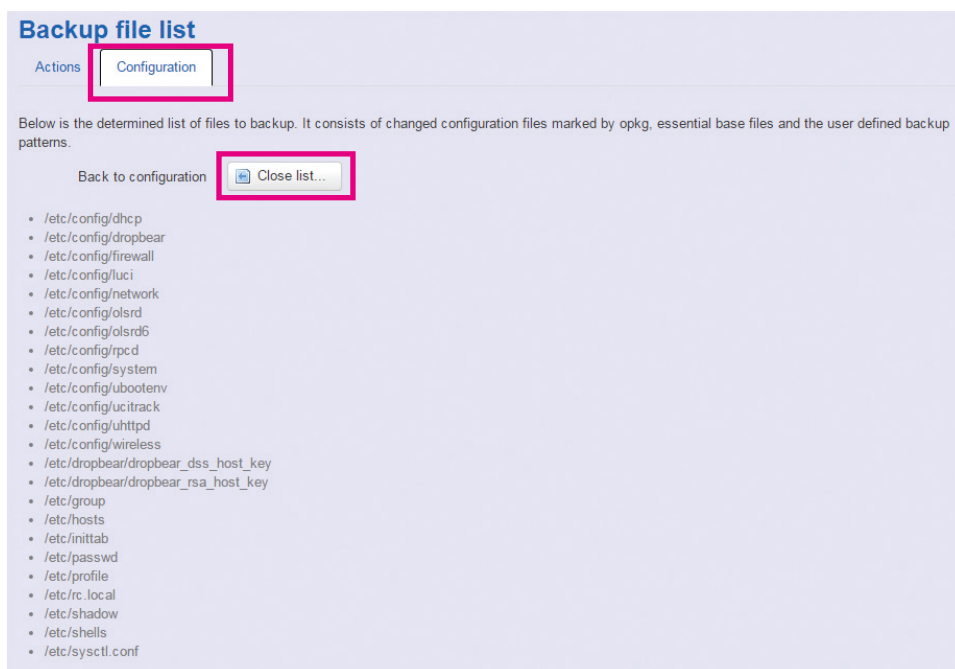 Backup file list
Actions Configuration
Below is the determined list of files to backup. It consists of changed configuration files marked by opkg, essential base files and the user defined backup
patterns.
Back to configuration Close list...
• /etc/config/dhcp
• /etc/config/dropbear
• /etc/config/firewall
• /etc/config/luci
• /etc/config/network
• /etc/config/olsrd
• /etc/config/olsrd6
• /etc/config/rpcd
• /etc/config/system
• /etc/config/ubootenv
• /etc/config/ucitrack
• /etc/config/uhttpd
• /etc/config/wireless
• /etc/dropbear/dropbear_dss_host_key
• /etc/dropbear/dropbear_rsa_host_key
• /etc/group
• /etc/hosts
• /etc/inittab
• /etc/passwd
• /etc/profile
• /etc/rc.local
• /etc/shadow
• /etc/shells
• /etc/sysctl.conf